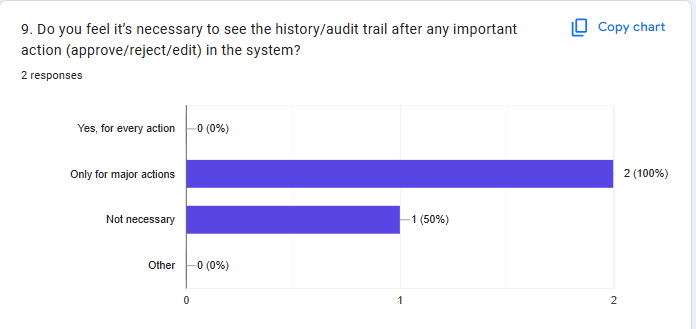 9. Do you feel it’s necessary to see the history/audit trail after any important
action (approve/reject/edit) in the system?
Copy chart
2 responses
Yes, for every action
0 (0%)
Only for major actions
2 (100%)
Not necessary
1 (50%)
Other
0 (0%)
0
1
2